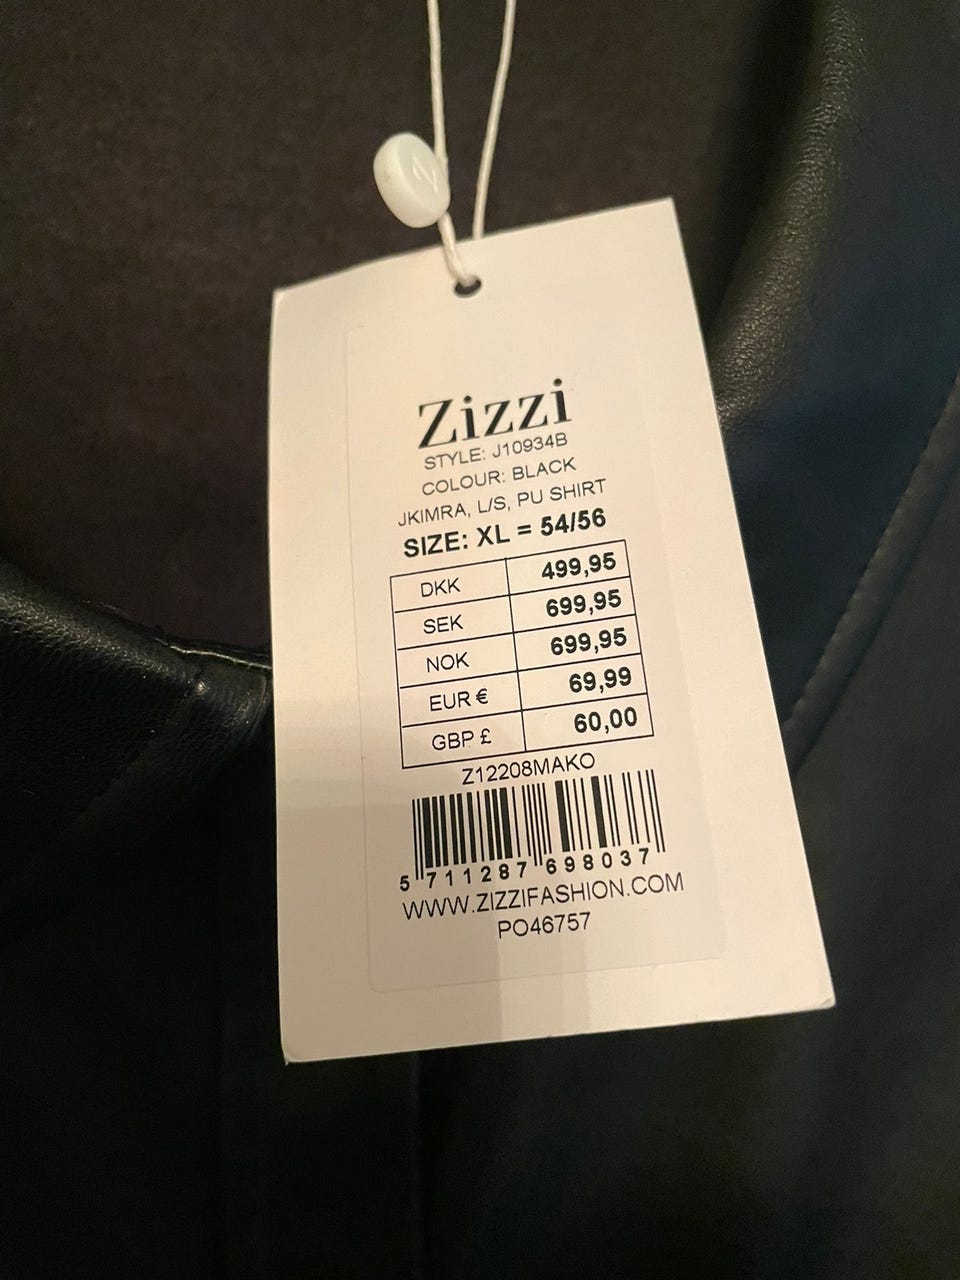 Zizzi
STYLE: J10934B
COLOUR: BLACK
JKIMRA, L/S, PU SHIRT
SIZE: XL = 54/56
DKK 499,95
SEK 699,95
NOK 699,95
EUR € 69,99
GBP £ 60,00
Z12208MAKO
5 711287 698037
WWW.ZIZZIFASHION.COM
PO46757